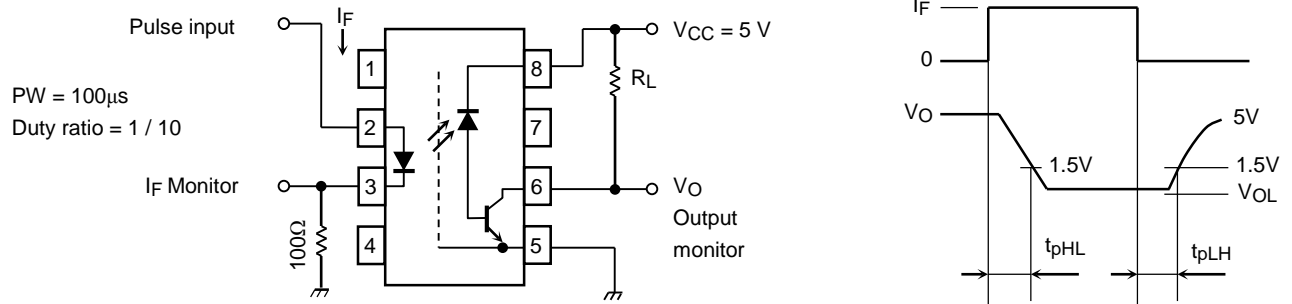 Pulse input
IF
VCC = 5 V
PW = 100μs
Duty ratio = 1 / 10
1
8
RL
2
7
IF Monitor
3
6
VO
Output
monitor
100Ω
4
5
IF
0
VO
5V
1.5V
1.5V
VOL
tpHL
tpLH